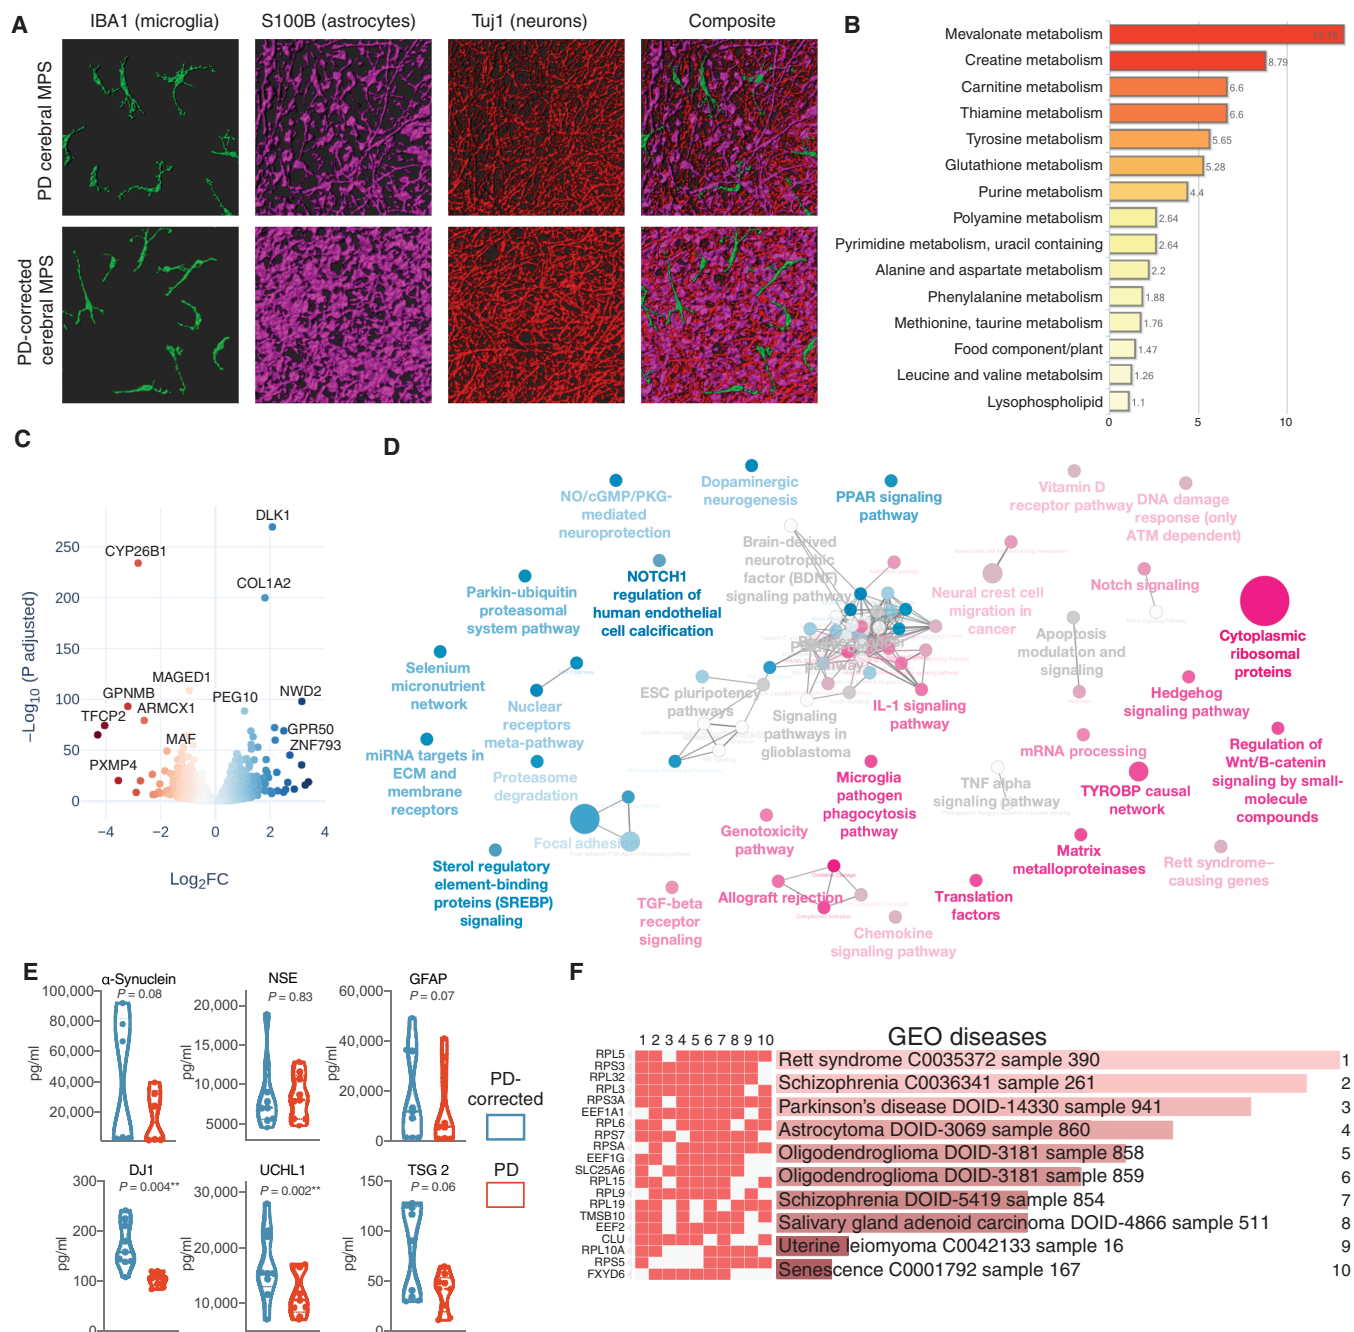 A
IBA1 (microglia)
S100B (astrocytes)
Tuj1 (neurons)
Composite
PD cerebral MPS
PD-corrected
cerebral MPS
B
Mevalonate metabolism
13.19
Creatine metabolism
8.79
Carnitine metabolism
6.6
Thiamine metabolism
6.6
Tyrosine metabolism
5.65
Glutathione metabolism
5.28
Purine metabolism
4.4
Polyamine metabolism
2.64
Pyrimidine metabolism, uracil containing
2.64
Alanine and aspartate metabolism
2.2
Phenylalanine metabolism
1.88
Methionine, taurine metabolism
1.76
Food component/plant
1.47
Leucine and valine metabolsim
1.26
Lysophospholipid
1.1
0
5
10
C
−Log10 (P adjusted)
250
200
150
100
50
0
−4
−2
0
2
4
Log2FC
DLK1
CYP26B1
COL1A2
MAGED1
GPNMB
PEG10
NWD2
TFCP2
ARMCX1
GPR50
MAF
ZNF793
PXMP4
D
NO/cGMP/PKG-
mediated
neuroprotection
Dopaminergic
neurogenesis
PPAR signaling
pathway
Vitamin D
receptor pathway
DNA damage
response (only
ATM dependent)
Brain-derived
neurotrophic
factor (BDNF)
signaling pathway
NOTCH1
regulation of
human endothelial
cell calcification
Parkin-ubiquitin
proteasomal
system pathway
Neural crest cell
migration in
cancer
Notch signaling
Cytoplasmic
ribosomal
proteins
Apoptosis
modulation and
signaling
Selenium
micronutrient
network
Nuclear
receptors
meta-pathway
ESC pluripotency
pathways
Signaling
pathways in
glioblastoma
IL-1 signaling
pathway
Hedgehog
signaling pathway
miRNA targets in
ECM and
membrane
receptors
Proteasome
degradation
Microglia
pathogen
phagocytosis
pathway
mRNA processing
TNF alpha
signaling pathway
TYROBP causal
network
Regulation of
Wnt/B-catenin
signaling by small-
molecule
compounds
Focal adhesion
Genotoxicity
pathway
Matrix
metalloproteinases
Rett syndrome–
causing genes
Sterol regulatory
element-binding
proteins (SREBP)
signaling
TGF-beta
receptor
signaling
Allograft rejection
Translation
factors
Chemokine
signaling pathway
E
α-Synuclein
P = 0.08
pg/ml
100,000
80,000
60,000
40,000
20,000
NSE
P = 0.83
pg/ml
20,000
15,000
10,000
5000
GFAP
P = 0.07
pg/ml
60,000
40,000
20,000
0
PD-
corrected
PD
DJ1
P = 0.004**
pg/ml
300
200
100
0
UCHL1
P = 0.002**
pg/ml
30,000
20,000
10,000
TSG 2
P = 0.06
pg/ml
150
100
50
0
F
GEO diseases
1 2 3 4 5 6 7 8 9 10
RPL5
RPS3
RPL32
RPL3
RPS3A
EEF1A1
RPL6
RPS7
RPSA
EEF1G
SLC25A6
RPL15
RPL9
RPL19
TMSB10
EEF2
CLU
RPL10A
RPS5
FXYD6
Rett syndrome C0035372 sample 390 1
Schizophrenia C0036341 sample 261 2
Parkinson's disease DOID-14330 sample 941 3
Astrocytoma DOID-3069 sample 860 4
Oligodendroglioma DOID-3181 sample 858 5
Oligodendroglioma DOID-3181 sample 859 6
Schizophrenia DOID-5419 sample 854 7
Salivary gland adenoid carcinoma DOID-4866 sample 511 8
Uterine leiomyoma C0042133 sample 16 9
Senescence C0001792 sample 167 10